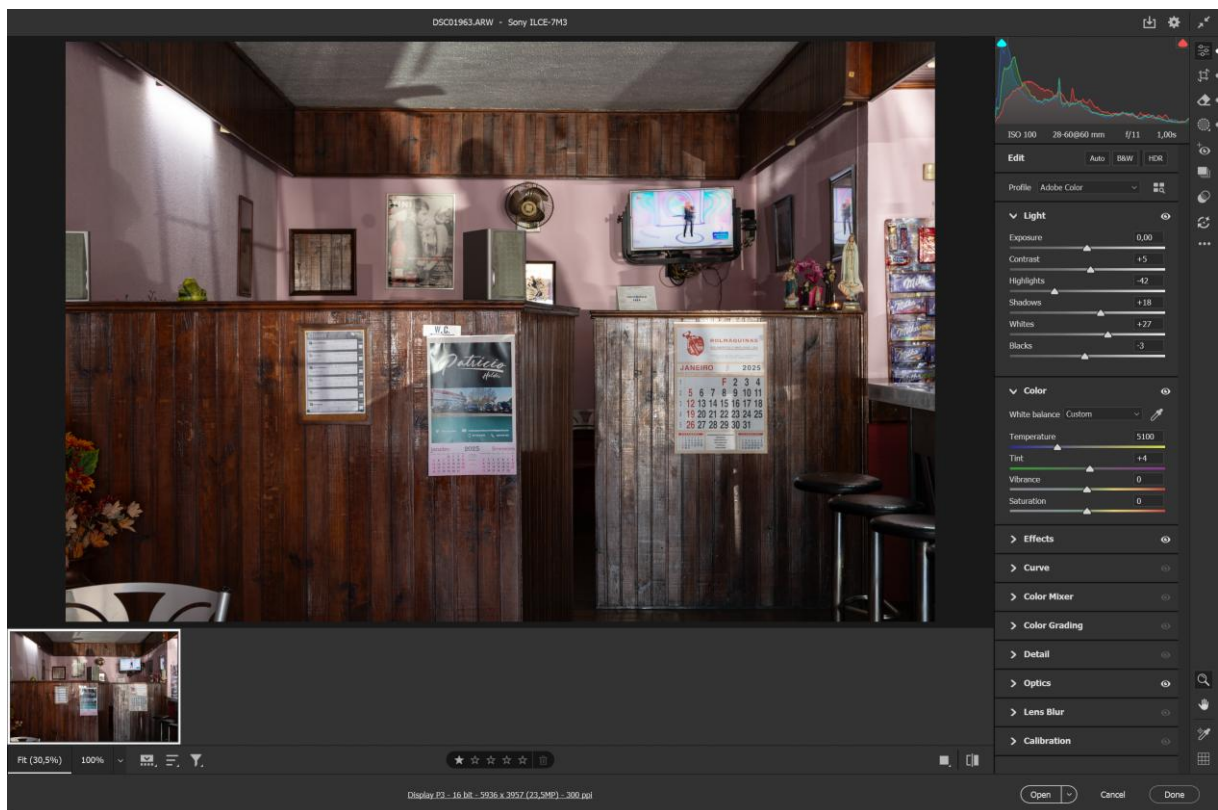 DSC01963.ARW - Sony ILCE-7M3
ISO 100 28-60@60 mm f/11 1,00s
Edit Auto B&W HDR
Profile Adobe Color
Light
Exposure 0,00
Contrast +5
Highlights -42
Shadows +18
Whites +27
Blacks -3
Color
White balance Custom
Temperature 5100
Tint +4
Vibrance 0
Saturation 0
Effects
Curve
Color Mixer
Color Grading
Detail
Optics
Lens Blur
Calibration
W.C.
Patrício
Hélder
2025
ROLMAQUINAS
JANEIRO 2025
F 2 3 4
5 6 7 8 9 10 11
12 13 14 15 16 17 18
19 20 21 22 23 24 25
26 27 28 29 30 31
Milka
Fit (30,5%) 100%
Display P3 - 16 bit - 5936 x 3957 (23,5MP) - 300 ppi
Open Cancel Done